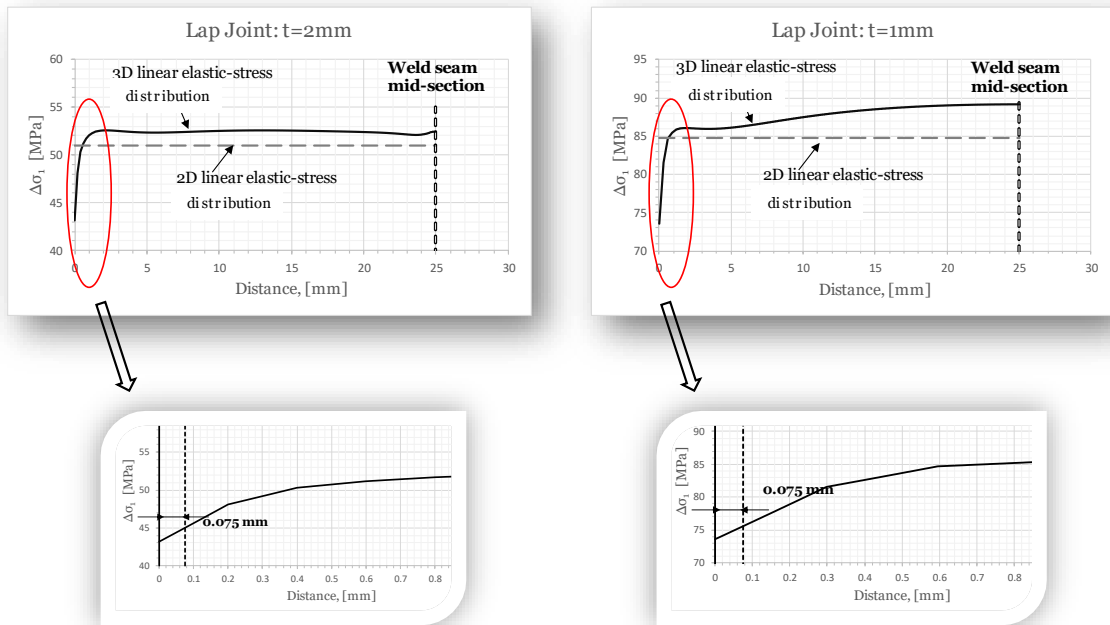 Lap Joint: t=2mm
60
55
50
45
40
Δσ₁ [MPa]
3D linear elastic-stress
distribution
Weld seam
mid-section
2D linear elastic-stress
distribution
0
5
10
15
20
25
30
Distance, [mm]
Lap Joint: t=1mm
95
90
85
80
75
70
Δσ₁ [MPa]
3D linear elastic-stress
distribution
Weld seam
mid-section
2D linear elastic-stress
distribution
0
5
10
15
20
25
30
Distance, [mm]
55
50
45
40
Δσ₁ [MPa]
0.075 mm
0
0.1
0.2
0.3
0.4
0.5
0.6
0.7
0.8
Distance, [mm]
90
85
80
75
70
Δσ₁ [MPa]
0.075 mm
0
0.1
0.2
0.3
0.4
0.5
0.6
0.7
0.8
Distance, [mm]